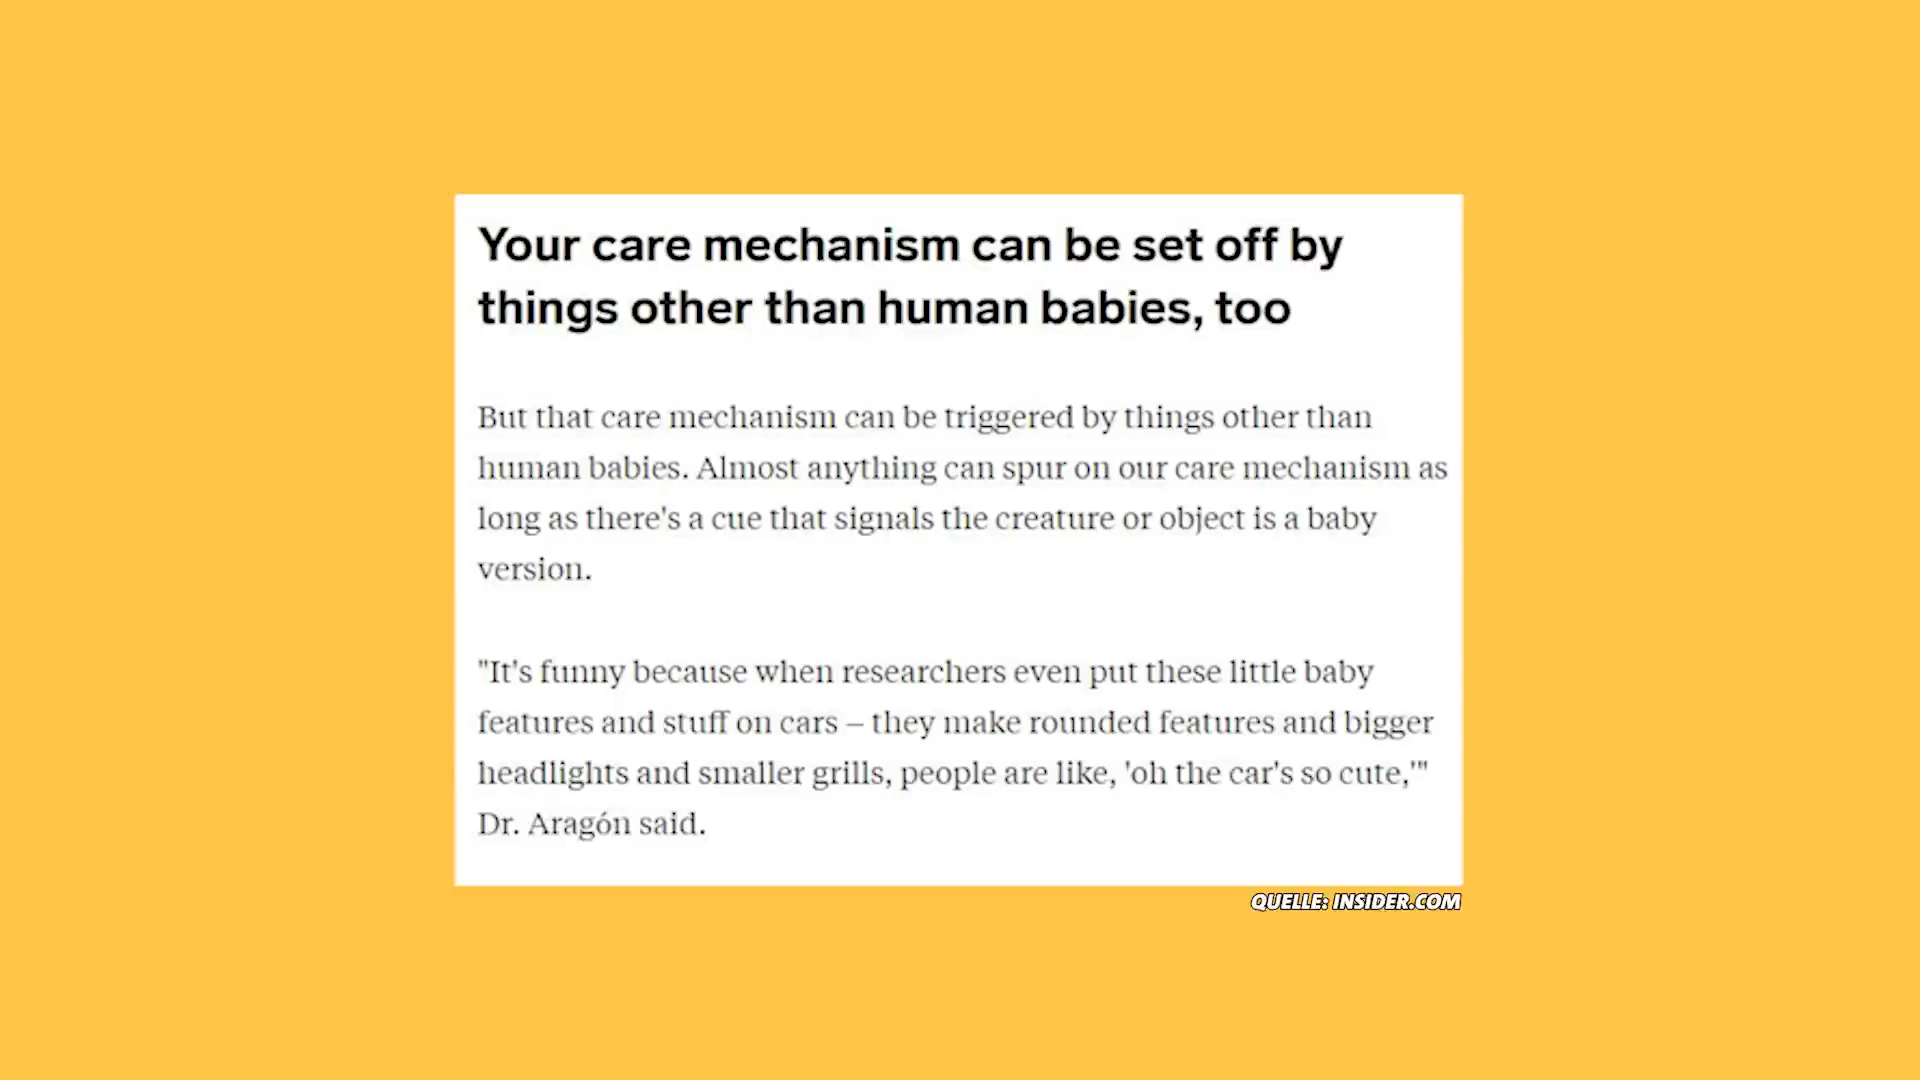 Your care mechanism can be set off by
things other than human babies, too
But that care mechanism can be triggered by things other than
human babies. Almost anything can spur on our care mechanism as
long as there's a cue that signals the creature or object is a baby
version.
"It's funny because when researchers even put these little baby
features and stuff on cars – they make rounded features and bigger
headlights and smaller grills, people are like, 'oh the car's so cute,'"
Dr. Aragón said.
QUELLE: INSIDER.COM